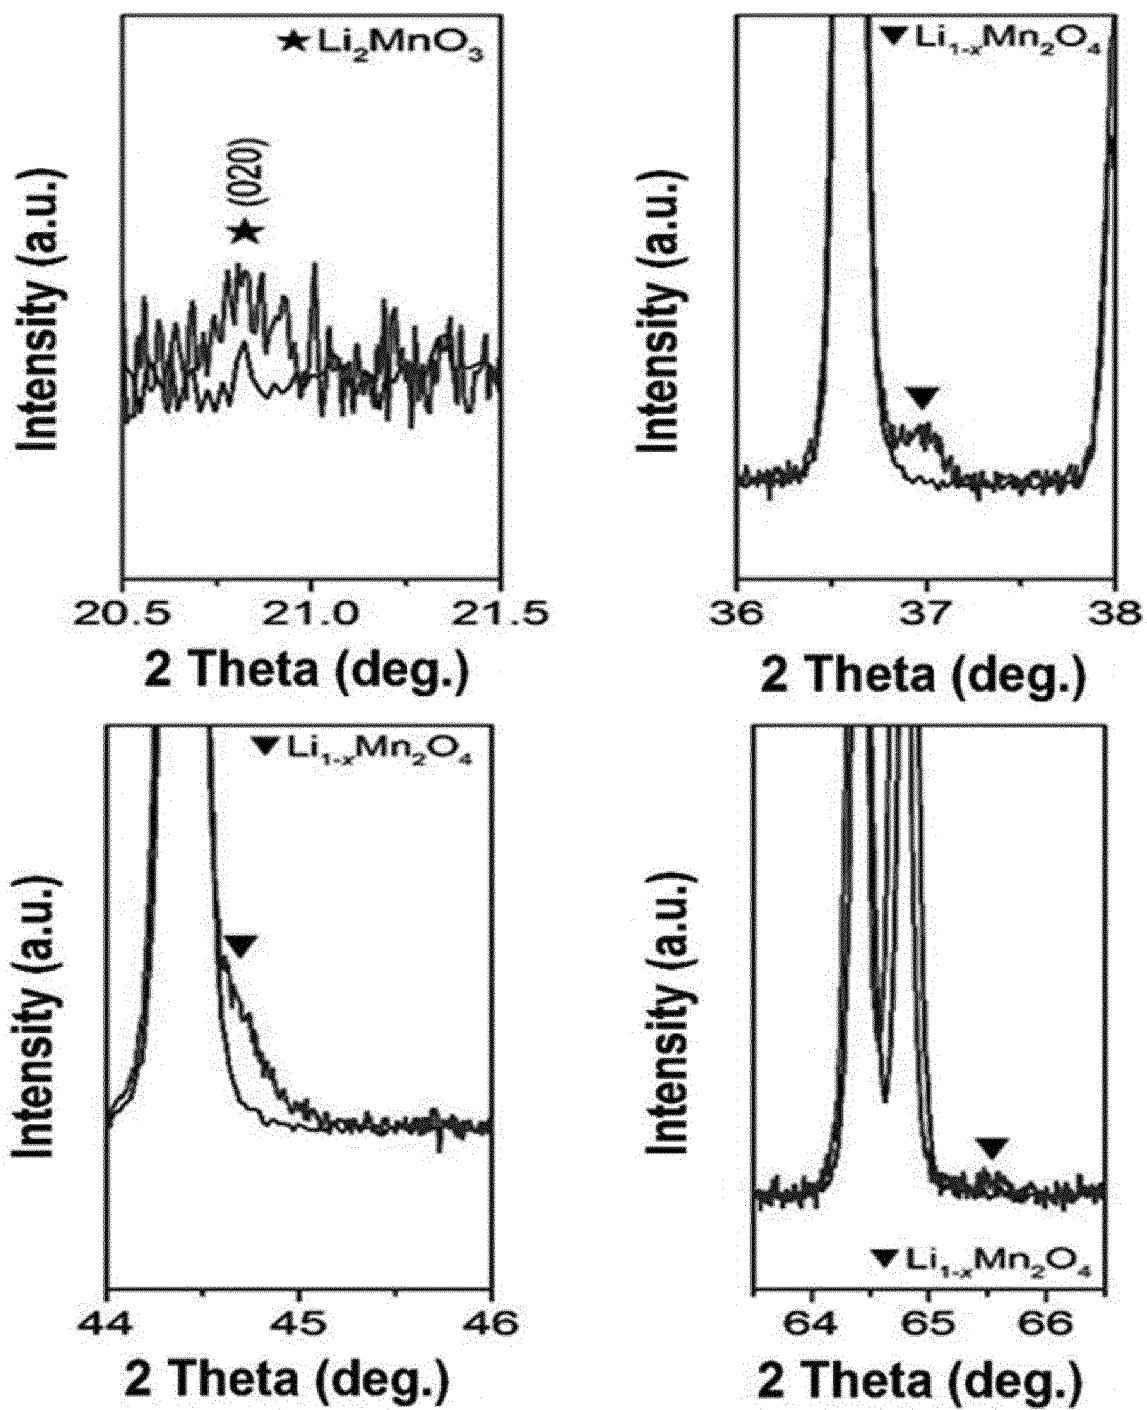 ★ Li₂MnO₃
(020)
★
Intensity (a.u.)
20.5 21.0 21.5
2 Theta (deg.)
▼ Li₁₋ₓMn₂O₄
▼
Intensity (a.u.)
36 37 38
2 Theta (deg.)
▼ Li₁₋ₓMn₂O₄
▼
Intensity (a.u.)
44 45 46
2 Theta (deg.)
▼
▼ Li₁₋ₓMn₂O₄
Intensity (a.u.)
64 65 66
2 Theta (deg.)